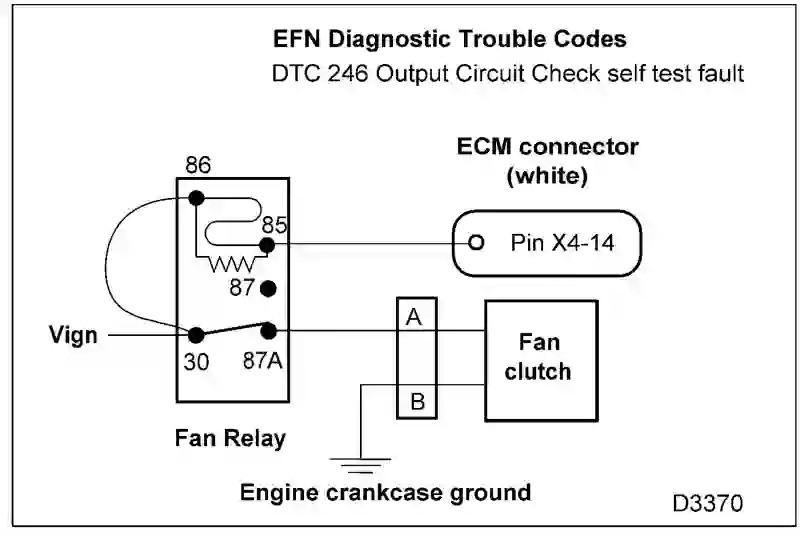 EFN Diagnostic Trouble Codes
DTC 246 Output Circuit Check self test fault
ECM connector
(white)
86
85
Pin X4-14
87
A
Vign
30
87A
Fan
clutch
B
Fan Relay
Engine crankcase ground
D3370